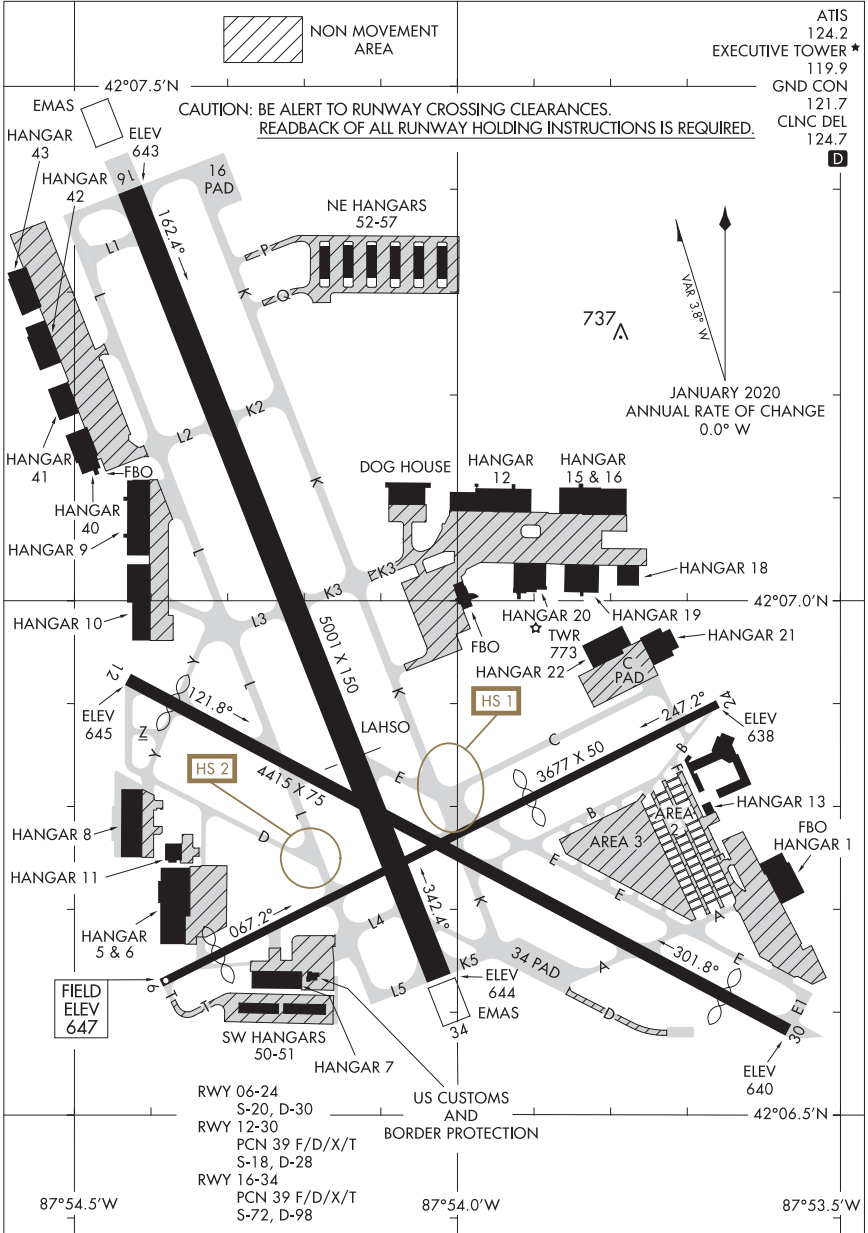 NON MOVEMENT
AREA
ATIS
124.2
EXECUTIVE TOWER ★
119.9
GND CON
121.7
CLNC DEL
124.7
D
42°07.5'N
EMAS
CAUTION: BE ALERT TO RUNWAY CROSSING CLEARANCES.
READBACK OF ALL RUNWAY HOLDING INSTRUCTIONS IS REQUIRED.
HANGAR
43
ELEV
643
HANGAR
42
16
16
PAD
162.4°
NE HANGARS
52-57
L1
P
L
K
Q
737
VAR 3.8° W
JANUARY 2020
ANNUAL RATE OF CHANGE
0.0° W
K2
L2
HANGAR
41
FBO
HANGAR
40
K
DOG HOUSE
HANGAR
12
HANGAR
15 & 16
HANGAR 9
L
K3
K3
HANGAR 18
HANGAR 10
L3
5001 X 150
42°07.0'N
HANGAR 20
HANGAR 19
TWR
773
FBO
HANGAR 21
HANGAR 22
C
PAD
12
Y
L
K
121.8°
ELEV
645
HS 1
247.2°
24
ELEV
638
LAHSO
Z
Y
C
HS 2
E
4415 X 75
3677 X 50
B
F
HANGAR 13
L
B
AREA
2
AREA 3
FBO
HANGAR 1
HANGAR 8
D
E
HANGAR 11
E
A
067.2°
342.4°
K
L4
301.8°
E
HANGAR
5 & 6
A
34 PAD
K5
ELEV
644
6
T
T
L5
EMAS
FIELD
ELEV
647
D
E1
30
34
SW HANGARS
50-51
HANGAR 7
ELEV
640
RWY 06-24
S-20, D-30
RWY 12-30
PCN 39 F/D/X/T
S-18, D-28
RWY 16-34
PCN 39 F/D/X/T
S-72, D-98
US CUSTOMS
AND
BORDER PROTECTION
42°06.5'N
87°54.5'W
87°54.0'W
87°53.5'W